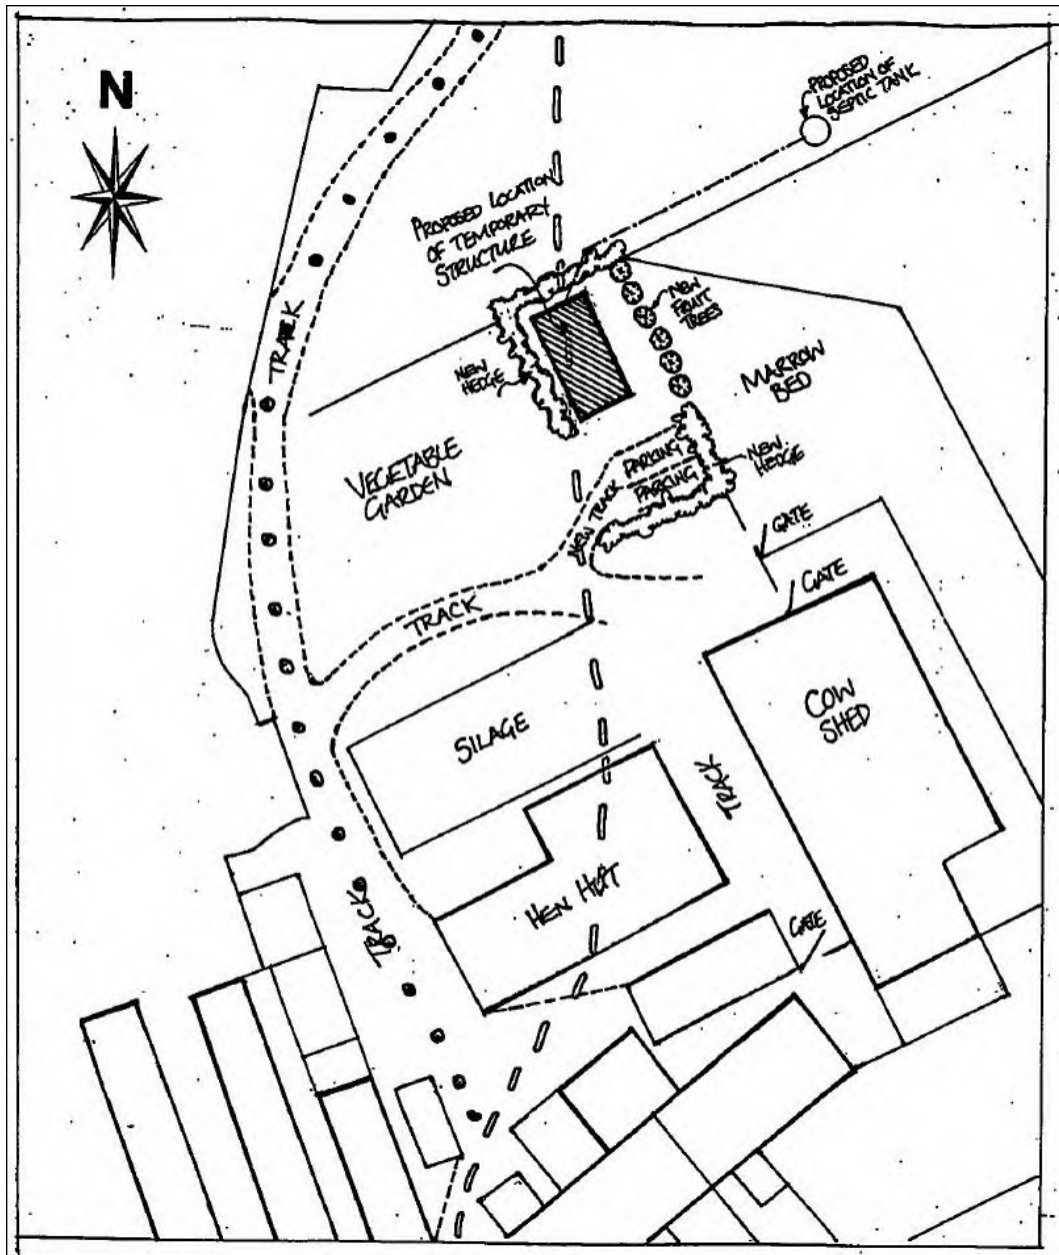 N
PROPOSED
LOCATION OF
SEPTIC TANK
PROPOSED LOCATION
OF TEMPORARY
STRUCTURE
NEW
FRUIT
TREES
TRACK
NEW
HEDGE
MARROW
BED
VEGETABLE
GARDEN
PARKING
PARKING
NEW
HEDGE
NEW TRACK
GATE
GATE
TRACK
COW
SHED
SILAGE
TRACK
HEN HUT
TRACK
GATE